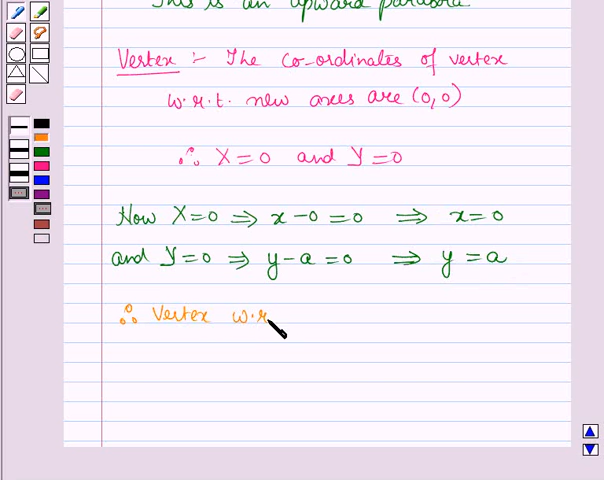 This is an upward parabola
Vertex :- The co-ordinates of vertex
w.r.t. new axes are (0,0)
∴ X=0 and Y=0
Now X=0 ⇒ x-0=0 ⇒ x=0
and Y=0 ⇒ y-a=0 ⇒ y=a
∴ Vertex w.r